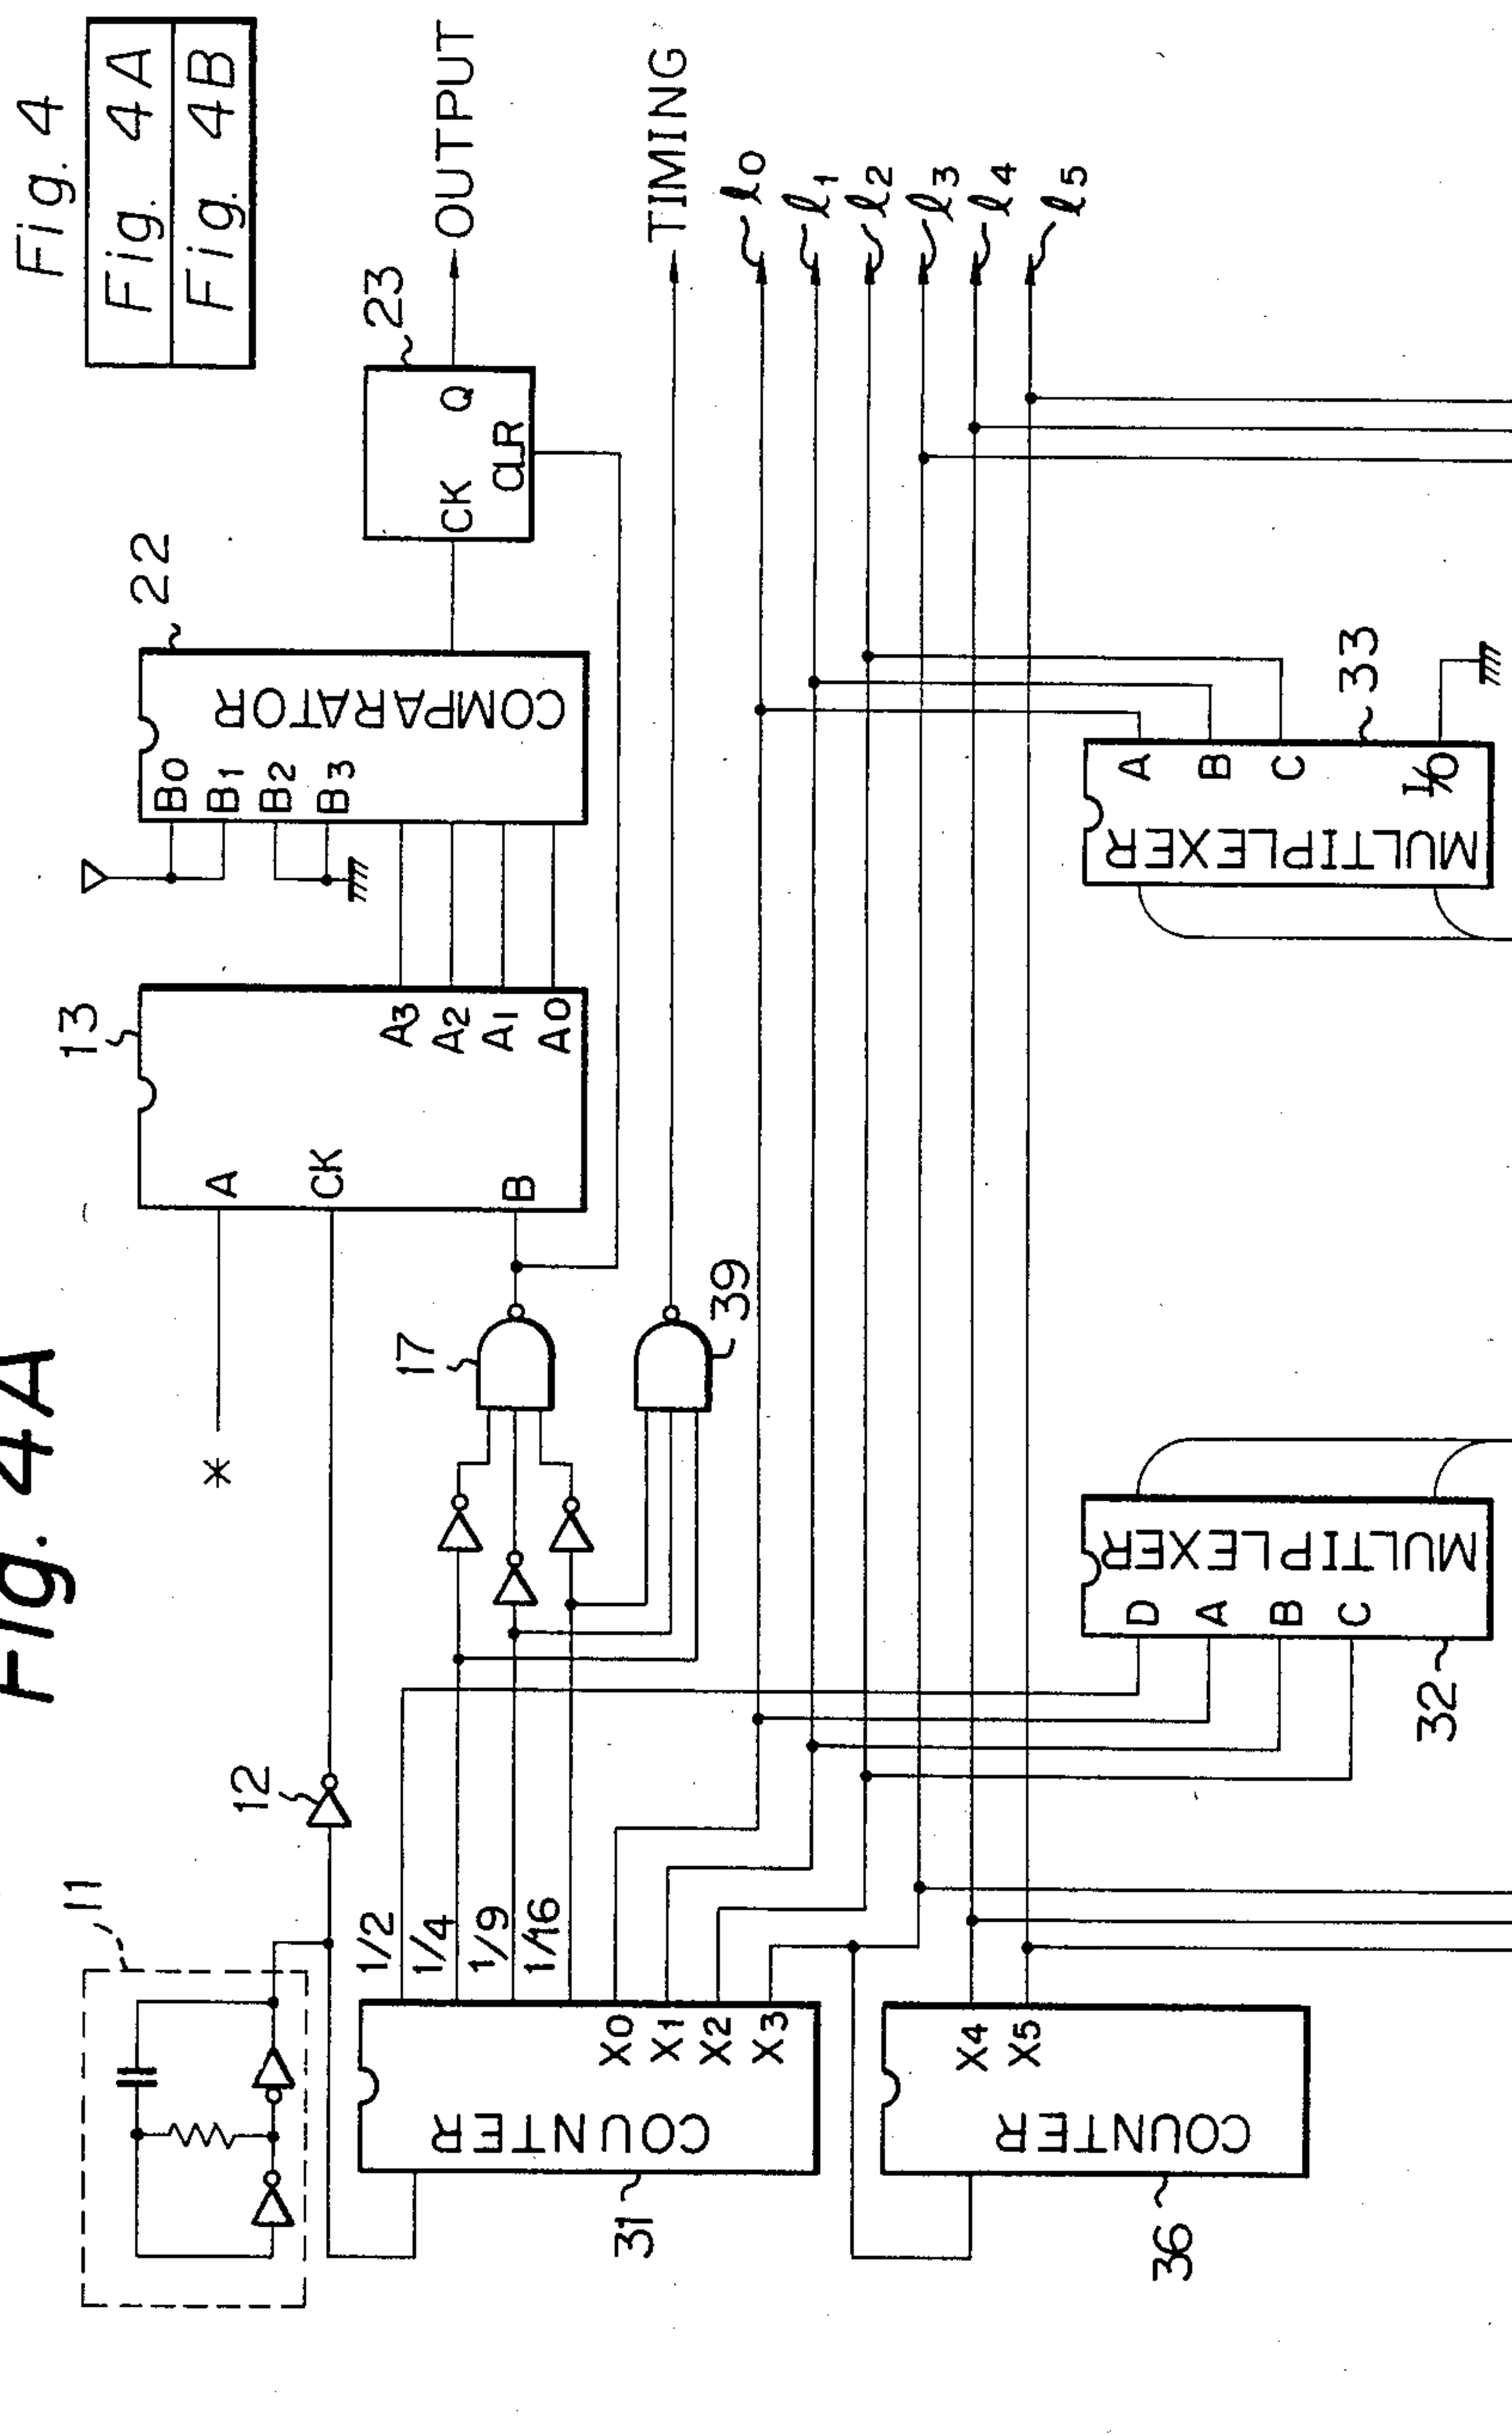 Fig. 4A
Fig. 4
Fig. 4A
Fig. 4B
11
12
*
13
A
CK
B
A3
A2
A1
A0
22
B0
B1
B2
B3
COMPARATOR
23
CK
Q
CLR
OUTPUT
17
39
TIMING
1/2
1/4
1/9
1/16
X0
X1
X2
X3
COUNTER
31
X4
X5
COUNTER
36
D
A
B
C
MULTIPLEXER
32
A
B
C
I/O
MULTIPLEXER
33
ℓ0
ℓ1
ℓ2
ℓ3
ℓ4
ℓ5